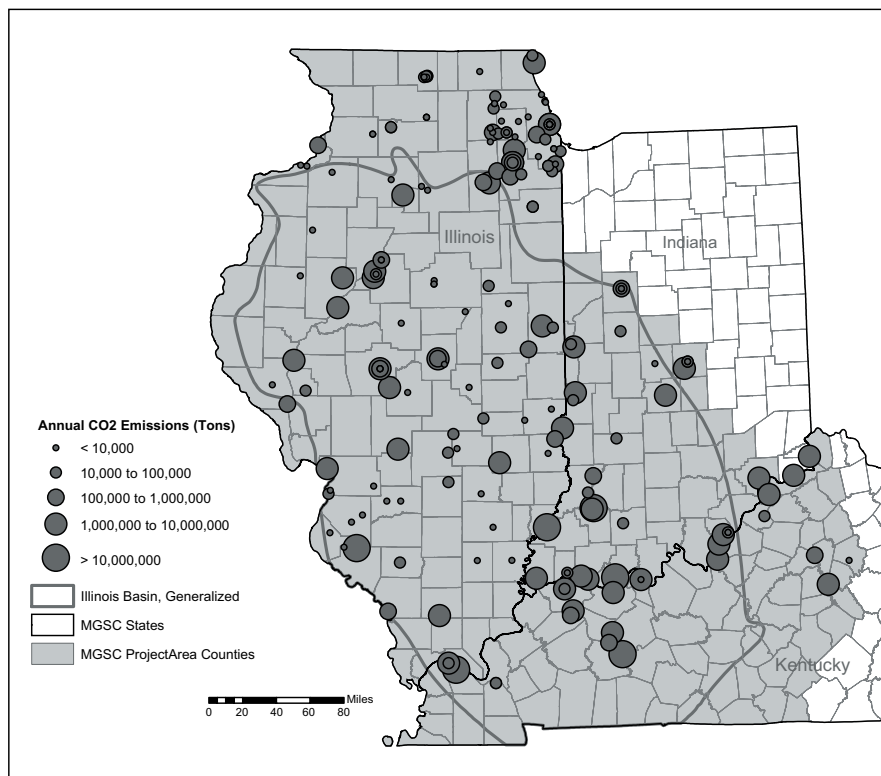 Illinois
Indiana
Kentucky
Annual CO2 Emissions (Tons)
< 10,000
10,000 to 100,000
100,000 to 1,000,000
1,000,000 to 10,000,000
> 10,000,000
Illinois Basin, Generalized
MGSC States
MGSC ProjectArea Counties
Miles
0 20 40 60 80